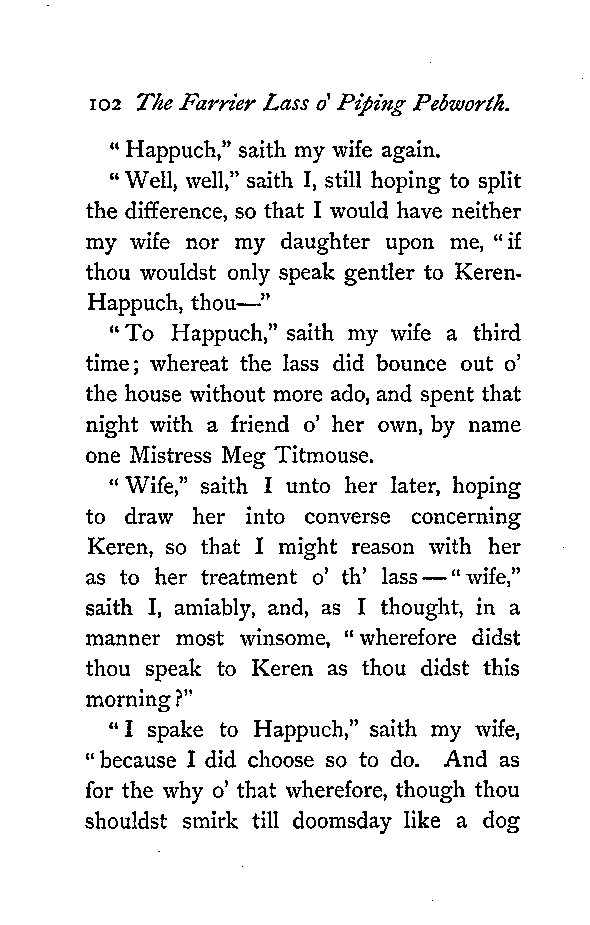 102 The Farrier Lass o' Piping Pebworth.
“ Happuch,” saith my wife again.
“ Well, well,” saith I, still hoping to split
the difference, so that I would have neither
my wife nor my daughter upon me, “ if
thou wouldst only speak gentler to Keren-
Happuch, thou—”
“ To Happuch,” saith my wife a third
time; whereat the lass did bounce out o'
the house without more ado, and spent that
night with a friend o' her own, by name
one Mistress Meg Titmouse.
“ Wife,” saith I unto her later, hoping
to draw her into converse concerning
Keren, so that I might reason with her
as to her treatment o' th' lass — “ wife,”
saith I, amiably, and, as I thought, in a
manner most winsome, “ wherefore didst
thou speak to Keren as thou didst this
morning?”
“ I spake to Happuch,” saith my wife,
“ because I did choose so to do. And as
for the why o' that wherefore, though thou
shouldst smirk till doomsday like a dog